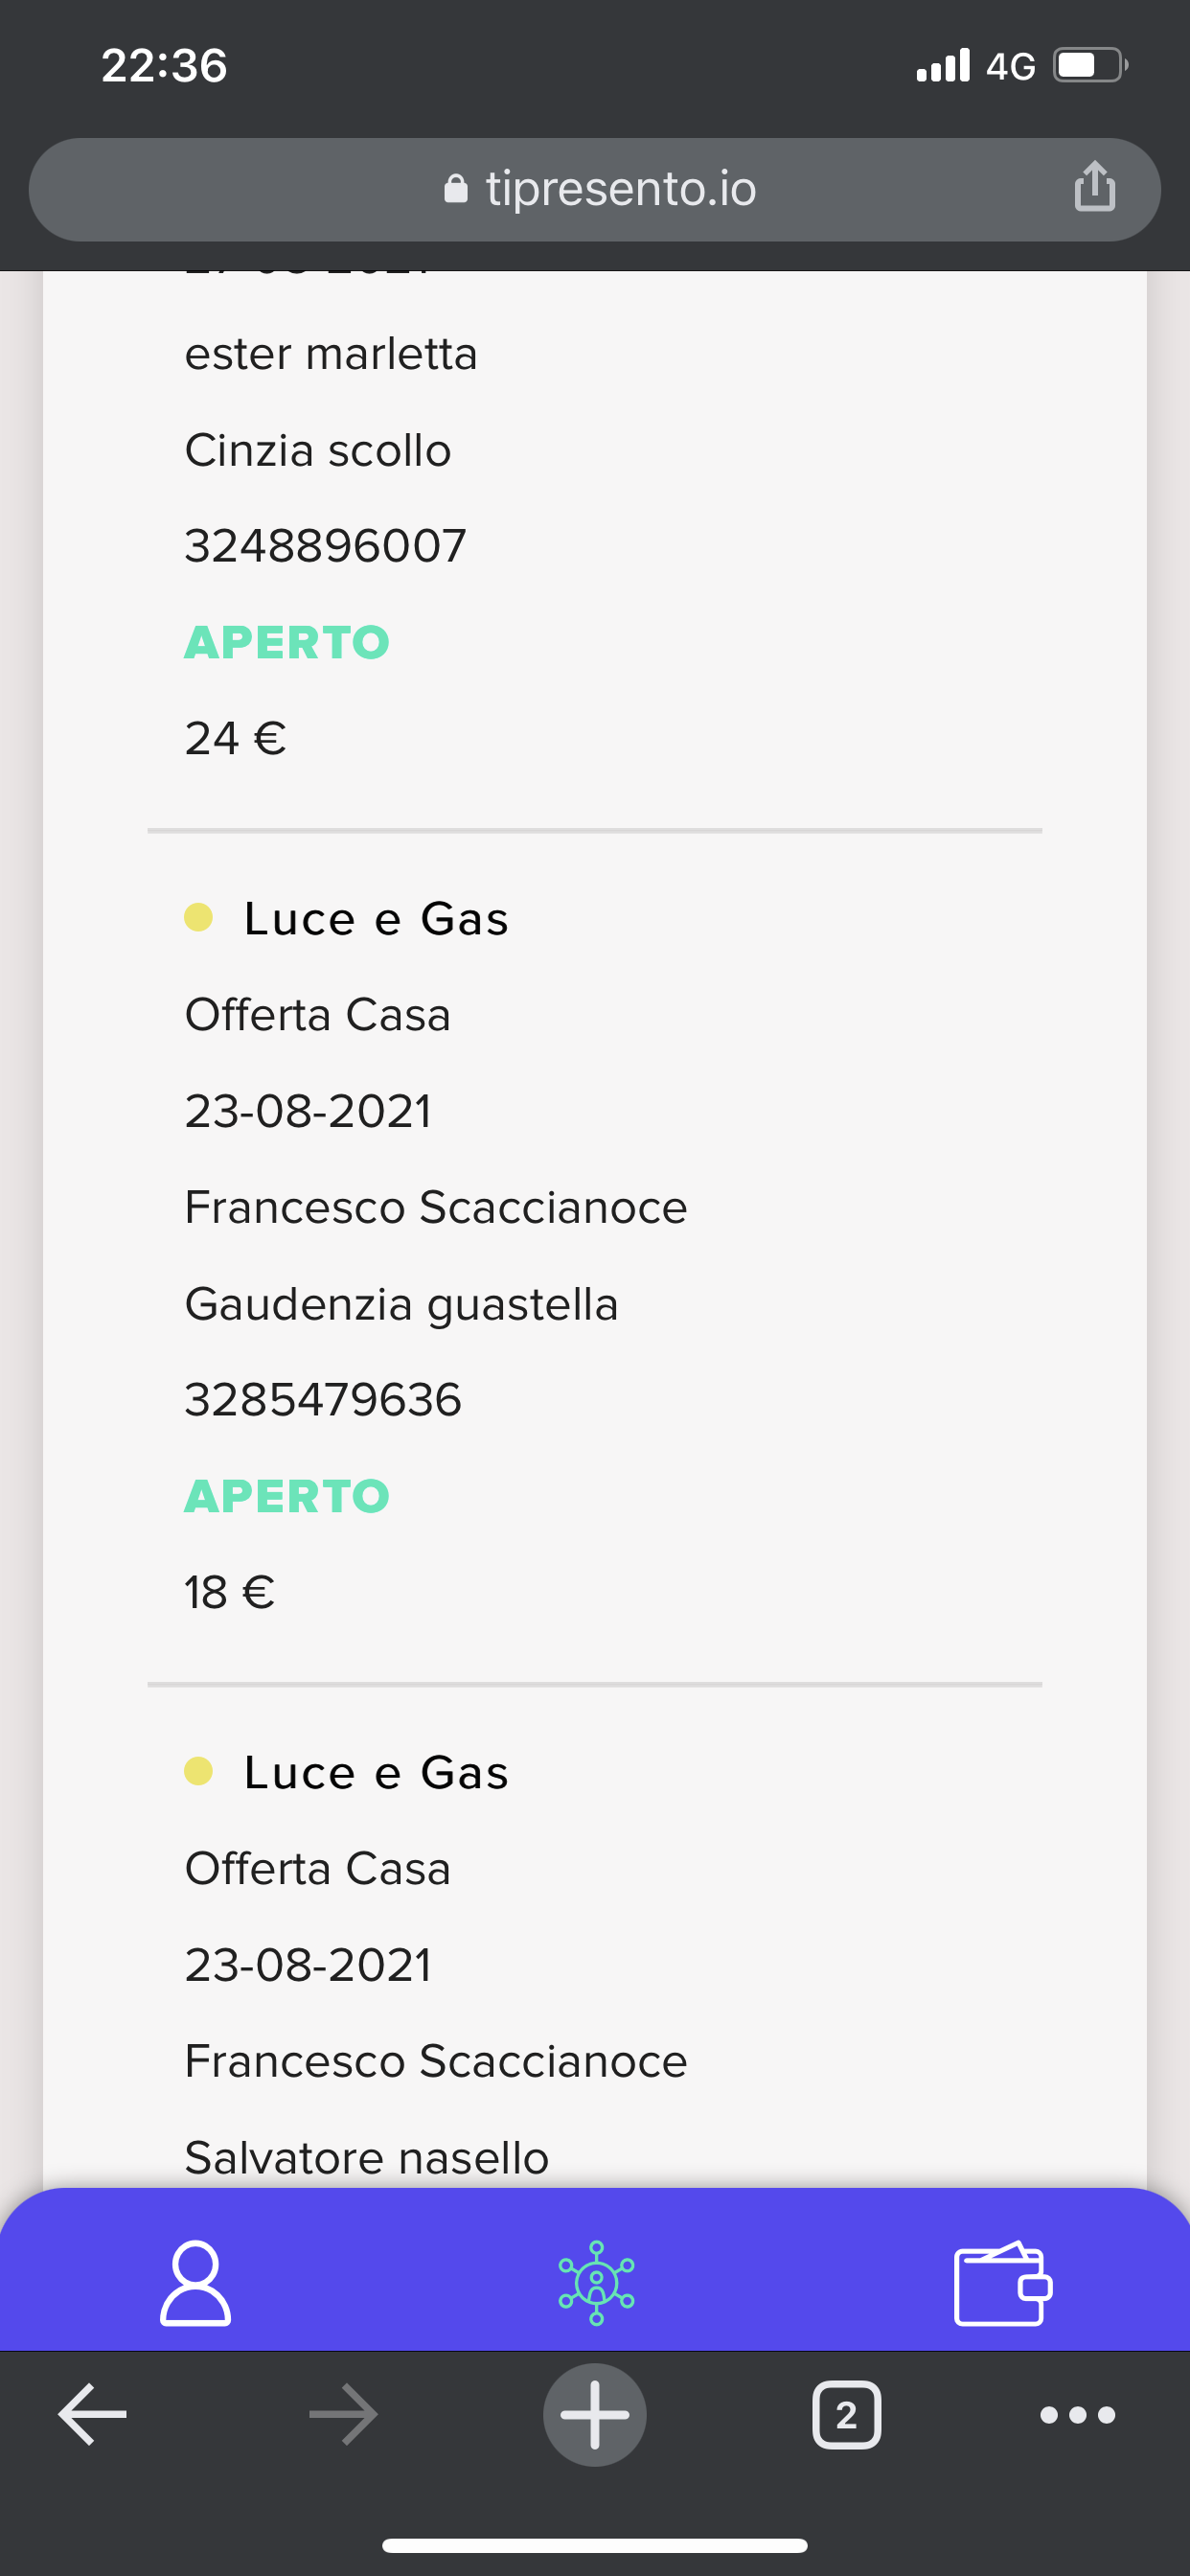 22:36
4G
tipresento.io
ester marletta
Cinzia scollo
3248896007
APERTO
24 €
Luce e Gas
Offerta Casa
23-08-2021
Francesco Scaccianoce
Gaudenzia guastella
3285479636
APERTO
18 €
Luce e Gas
Offerta Casa
23-08-2021
Francesco Scaccianoce
Salvatore nasello
2